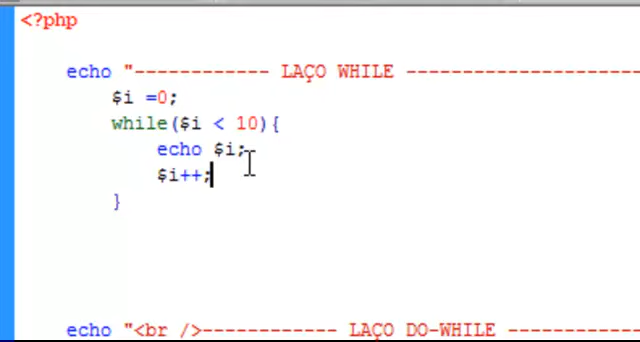 <?php
echo "------------ LAÇO WHILE ---------------------
$i =0;
while($i < 10){
echo $i;
$i++;
}
echo "<br />------------ LAÇO DO-WHILE ------------